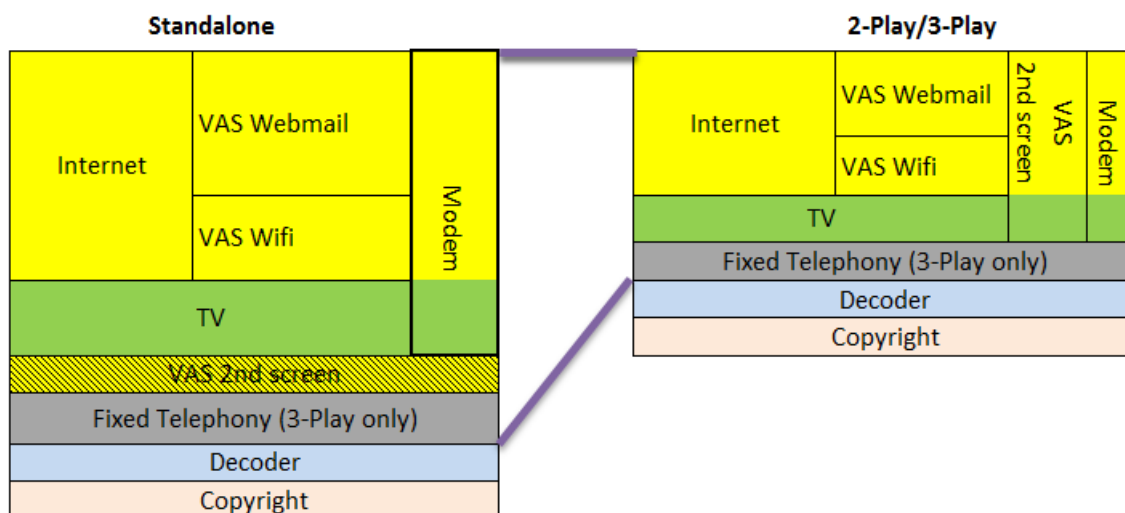 Standalone
Internet
VAS Webmail
VAS Wifi
Modem
TV
VAS 2nd screen
Fixed Telephony (3-Play only)
Decoder
Copyright
2-Play/3-Play
Internet
VAS Webmail
VAS Wifi
2nd screen
VAS
Modem
TV
Fixed Telephony (3-Play only)
Decoder
Copyright